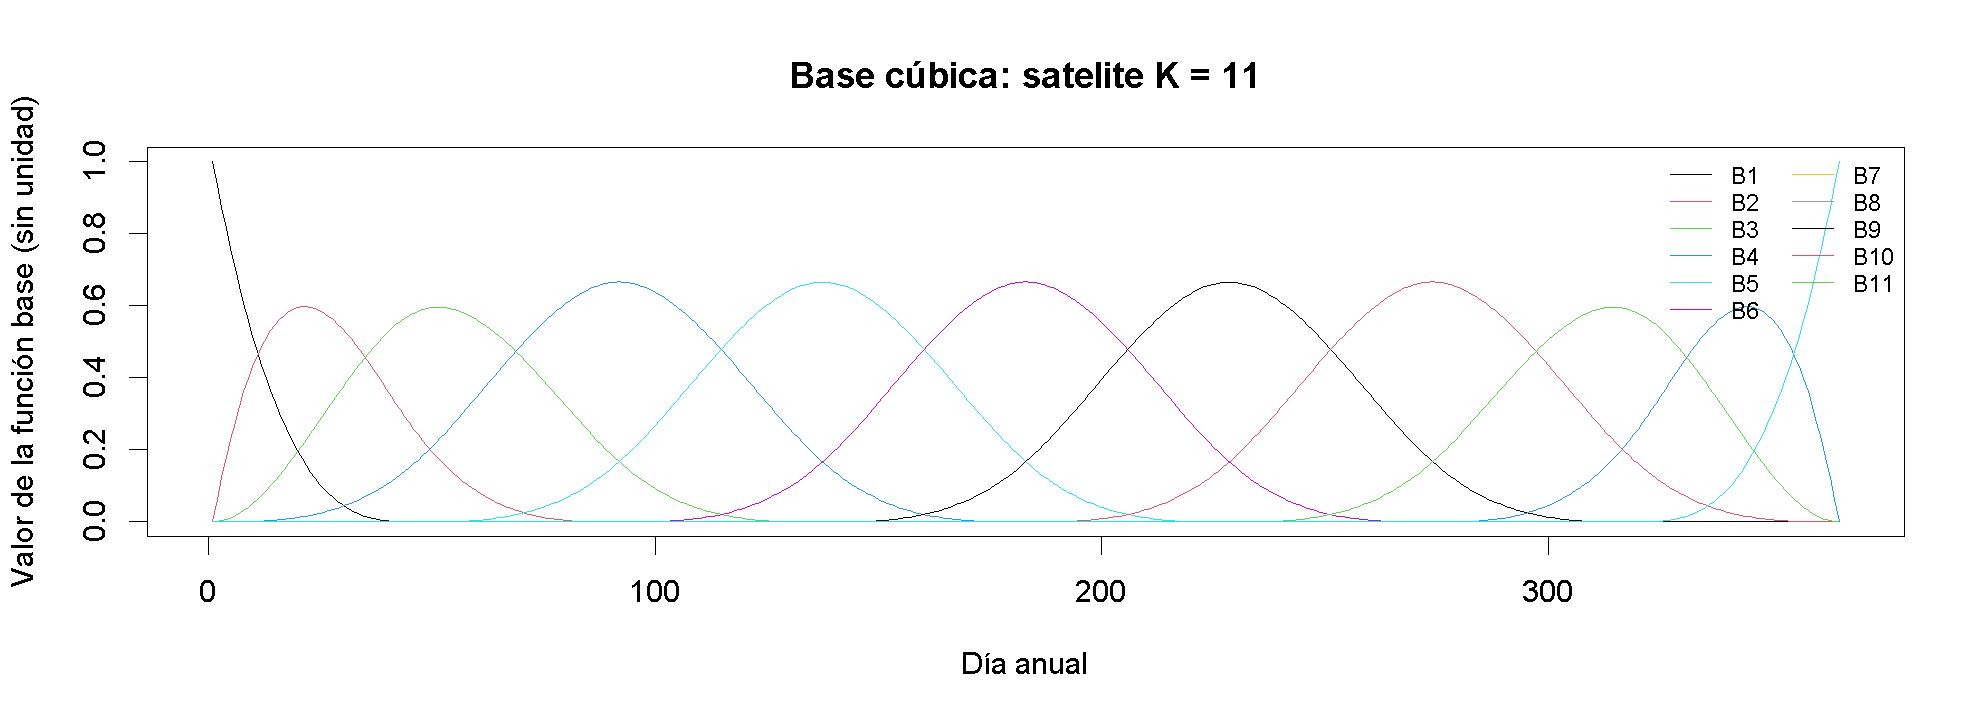 Base cúbica: satelite K = 11
Valor de la función base (sin unidad)
1.0
0.8
0.6
0.4
0.2
0.0
B1
B2
B3
B4
B5
B6
B7
B8
B9
B10
B11
0 100 200 300
Día anual